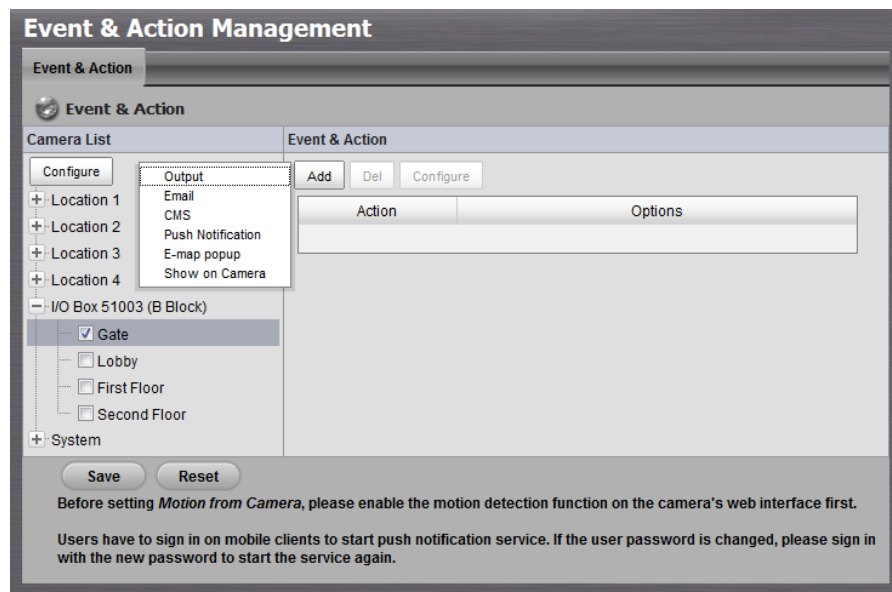 Event & Action Management
Event & Action
Event & Action
Camera List
Event & Action
Configure
Output
Email
CMS
Push Notification
E-map popup
Show on Camera
Add
Del
Configure
Action
Options
Location 1
Location 2
Location 3
Location 4
I/O Box 51003 (B Block)
Gate
Lobby
First Floor
Second Floor
System
Save
Reset
Before setting Motion from Camera, please enable the motion detection function on the camera's web interface first.
Users have to sign in on mobile clients to start push notification service. If the user password is changed, please sign in
with the new password to start the service again.